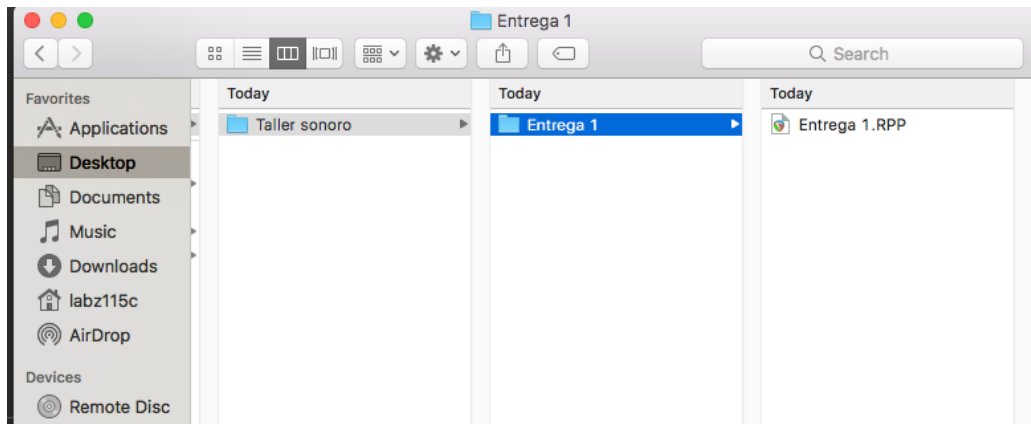 Entrega 1
Search
Favorites
Applications
Desktop
Documents
Music
Downloads
labz115c
AirDrop
Devices
Remote Disc
Today
Taller sonoro
Today
Entrega 1
Today
Entrega 1.RPP